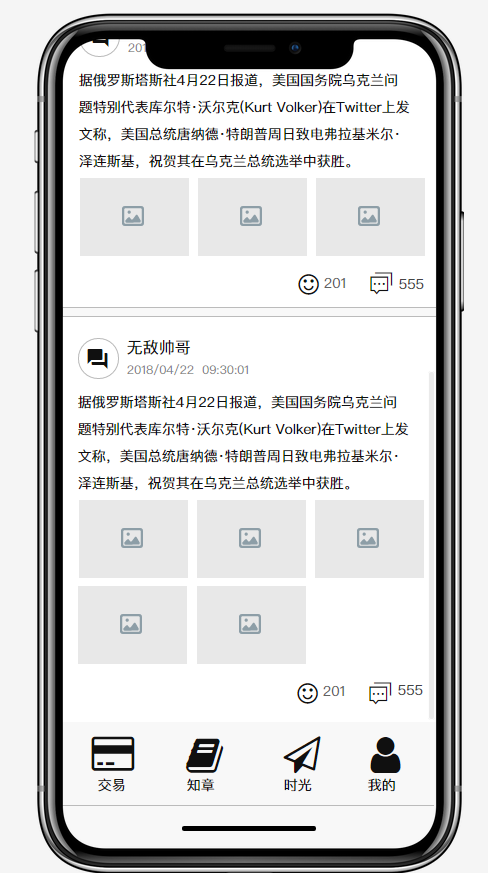 201
据俄罗斯塔斯社4月22日报道，美国国务院乌克兰问
题特别代表库尔特·沃尔克(Kurt Volker)在Twitter上发
文称，美国总统唐纳德·特朗普周日致电弗拉基米尔·
泽连斯基，祝贺其在乌克兰总统选举中获胜。
201
555
无敌帅哥
2018/04/22 09:30:01
据俄罗斯塔斯社4月22日报道，美国国务院乌克兰问
题特别代表库尔特·沃尔克(Kurt Volker)在Twitter上发
文称，美国总统唐纳德·特朗普周日致电弗拉基米尔·
泽连斯基，祝贺其在乌克兰总统选举中获胜。
201
555
交易
知章
时光
我的